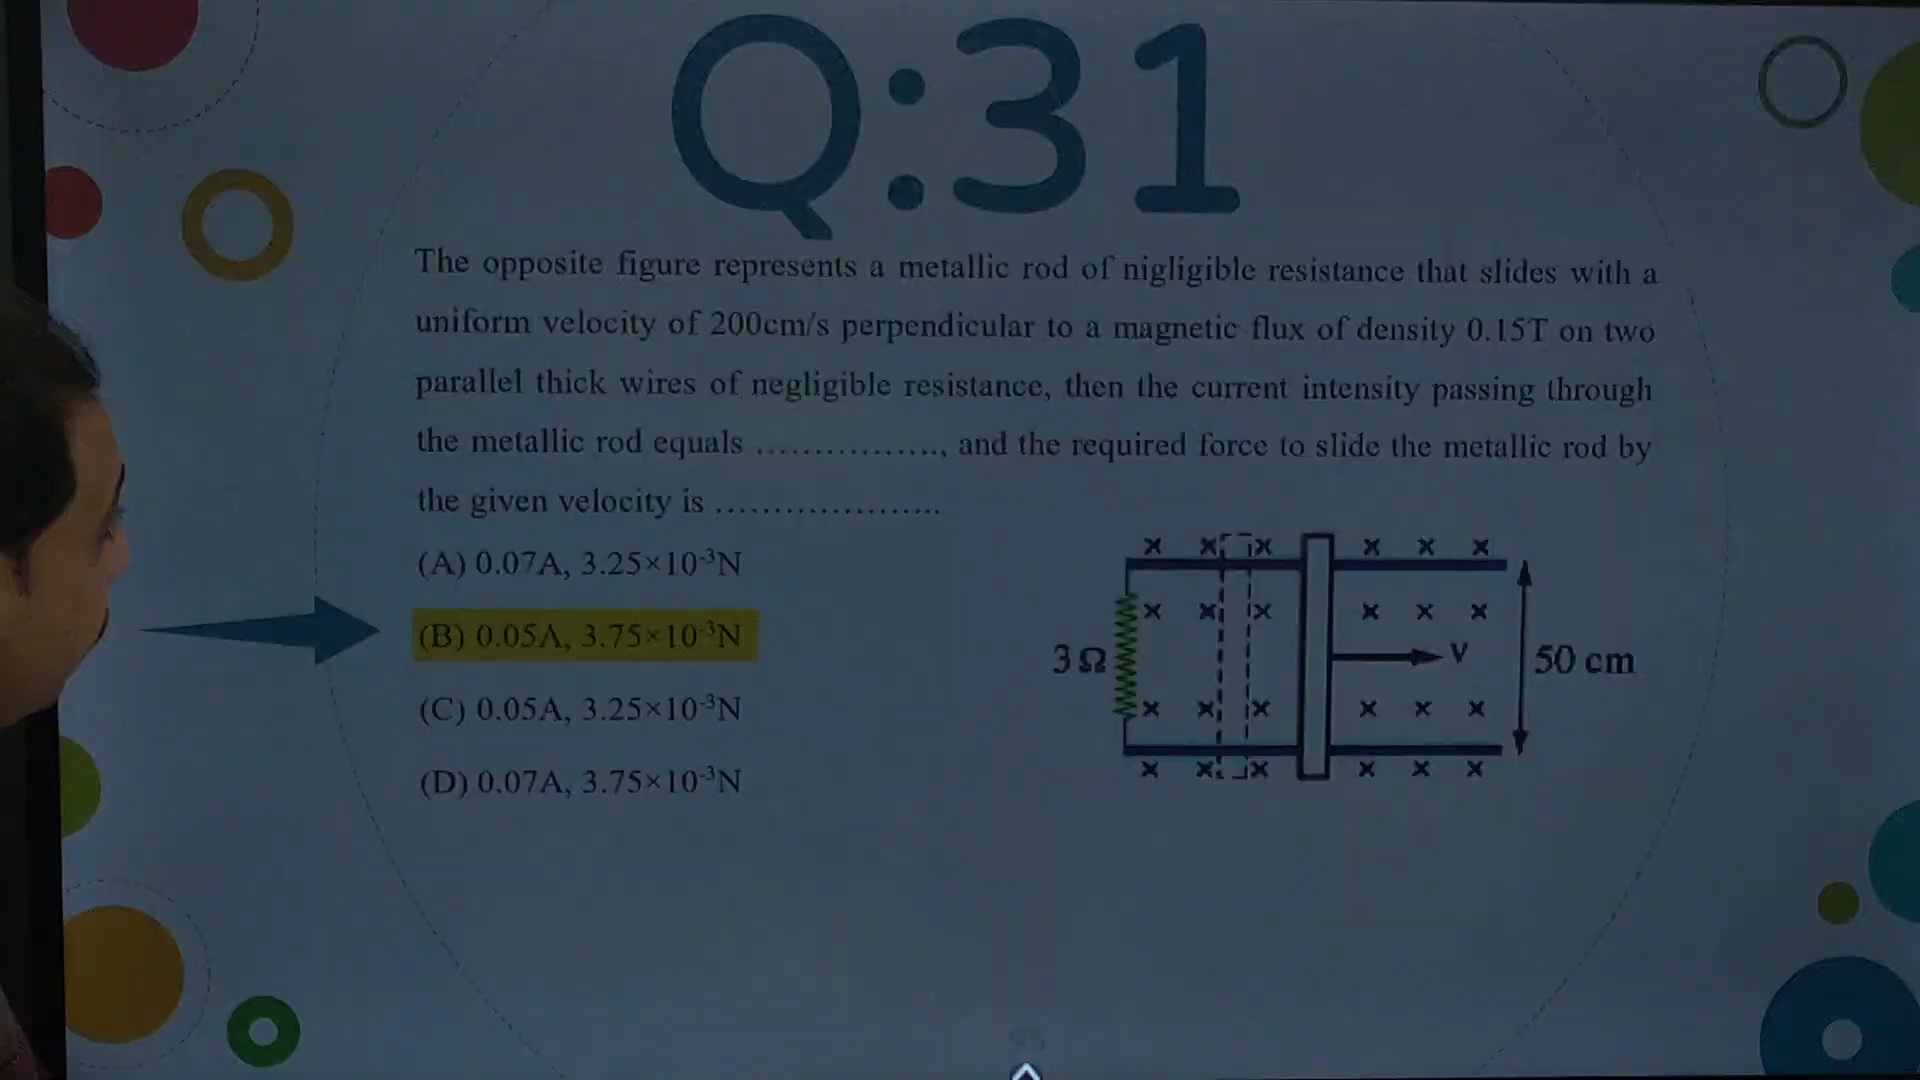 Q:31
The opposite figure represents a metallic rod of nigligible resistance that slides with a
uniform velocity of 200cm/s perpendicular to a magnetic flux of density 0.15T on two
parallel thick wires of negligible resistance, then the current intensity passing through
the metallic rod equals ................, and the required force to slide the metallic rod by
the given velocity is ....................
(A) 0.07A, 3.25×10⁻³N
(B) 0.05A, 3.75×10⁻³N
(C) 0.05A, 3.25×10⁻³N
(D) 0.07A, 3.75×10⁻³N
x x x x x x
x x x x x x
3Ω V 50 cm
x x x x x x
x x x x x x
95